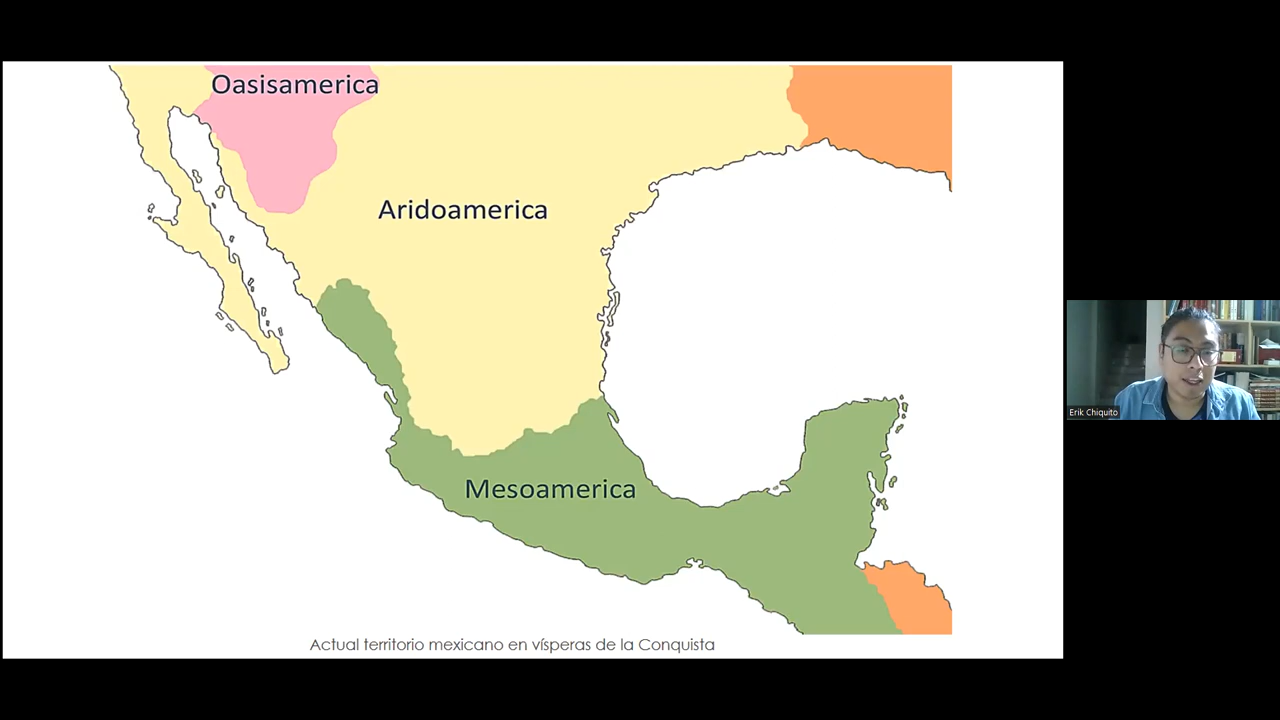 Oasisamerica
Aridoamerica
Mesoamerica
Actual territorio mexicano en vísperas de la Conquista
Erik Chiquito